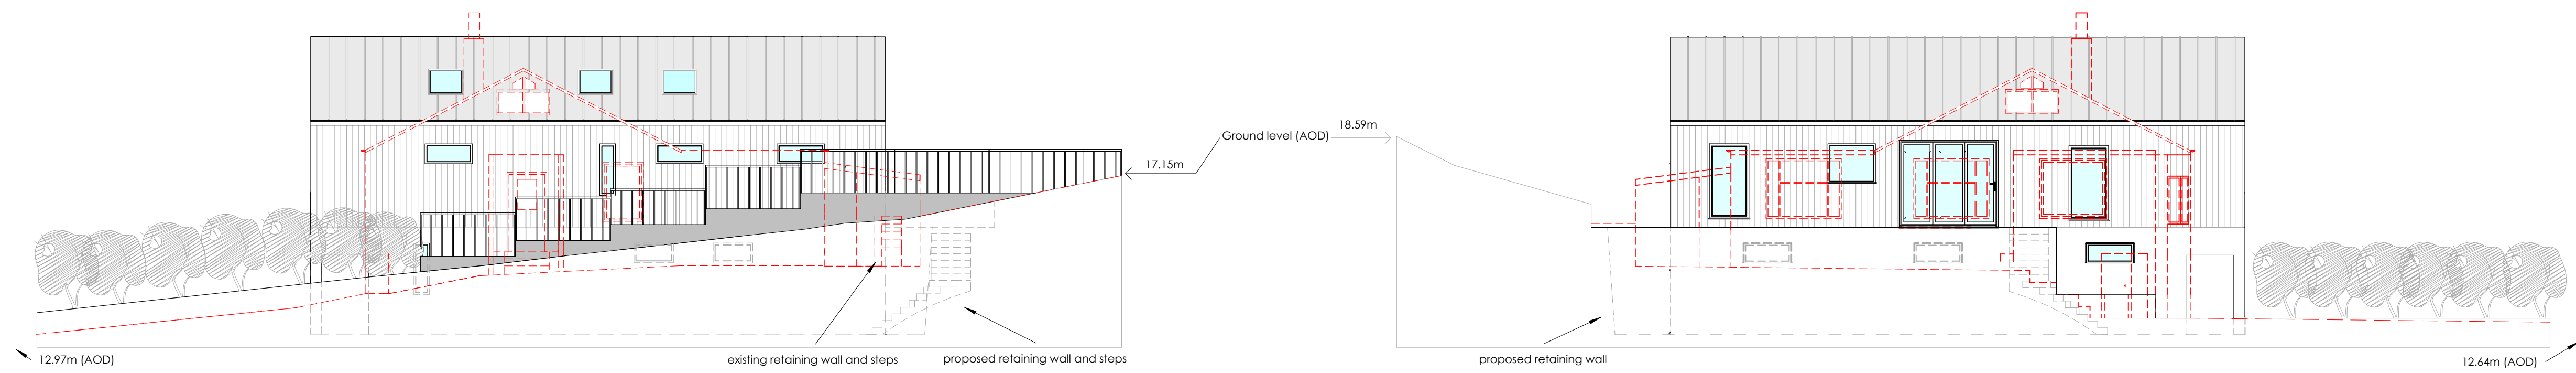 Ground level (AOD)
18.59m
17.15m
12.97m (AOD)
existing retaining wall and steps
proposed retaining wall and steps
proposed retaining wall
12.64m (AOD)